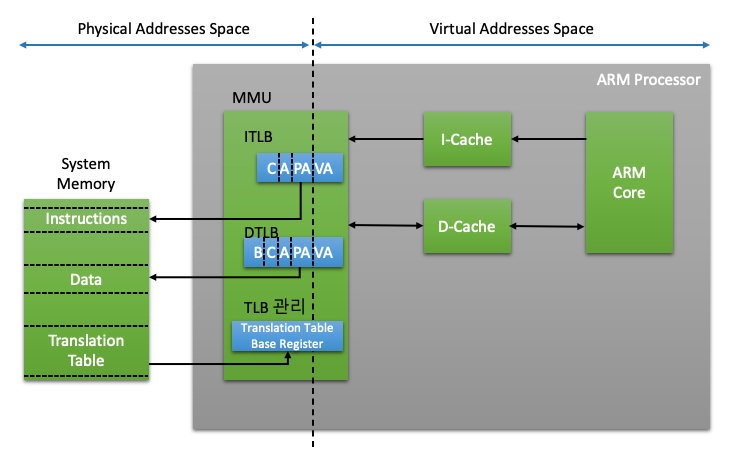 Physical Addresses Space
Virtual Addresses Space
ARM Processor
MMU
ITLB
C A PA VA
I-Cache
ARM
Core
System
Memory
Instructions
DTLB
B C A PA VA
D-Cache
Data
TLB 관리
Translation Table
Base Register
Translation
Table